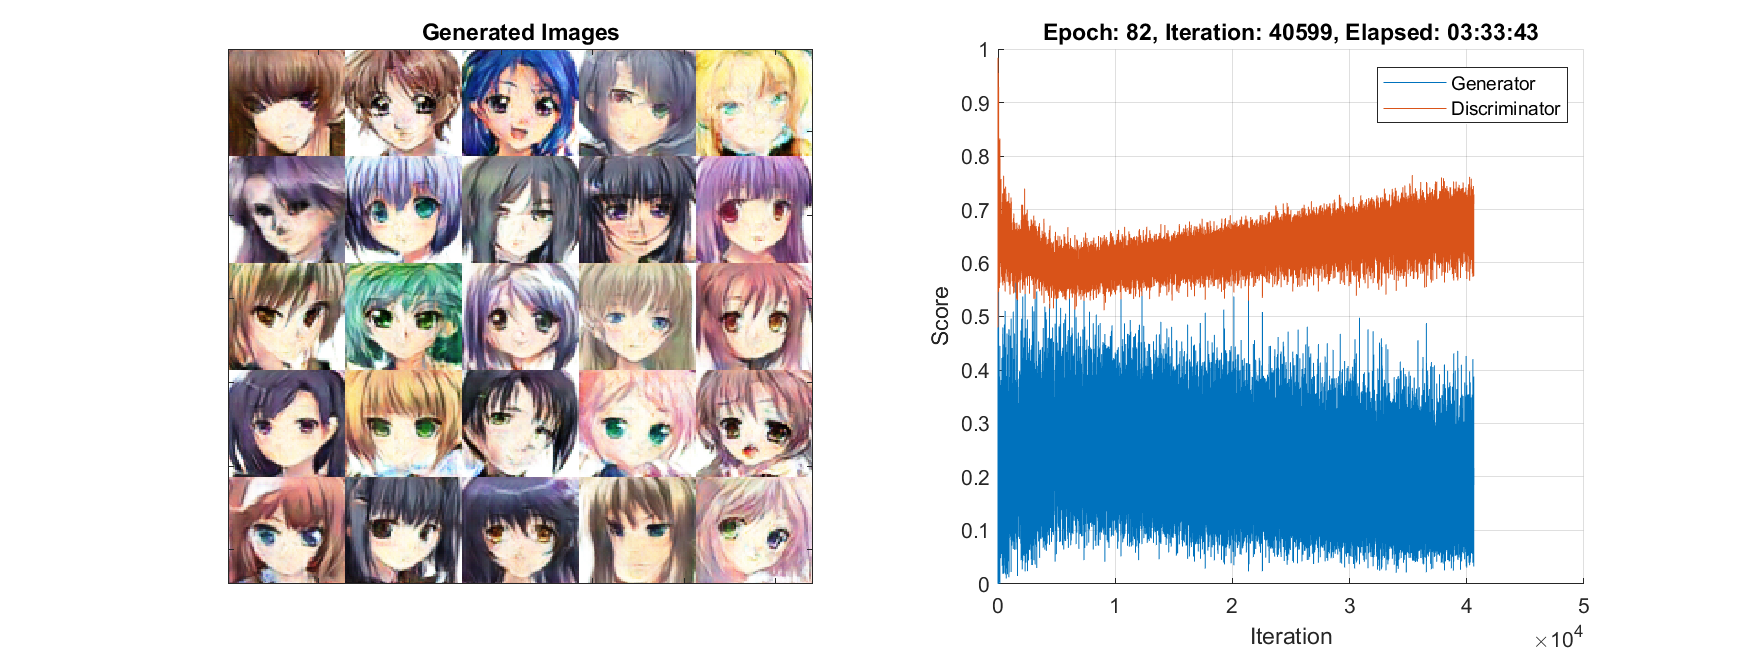 Generated Images
Epoch: 82, Iteration: 40599, Elapsed: 03:33:43
Generator
Discriminator
1
0.9
0.8
0.7
0.6
0.5
0.4
0.3
0.2
0.1
0
Score
0 1 2 3 4 5
Iteration
×10^4